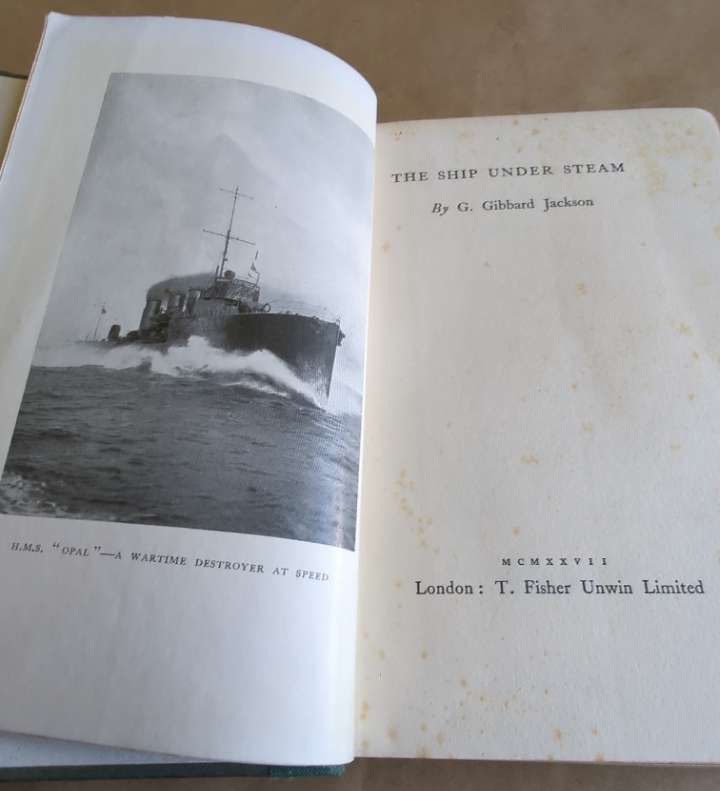 H.M.S. "OPAL"—A WARTIME DESTROYER AT SPEED
THE SHIP UNDER STEAM
By G. Gibbard Jackson
MCMXXVII
London: T. Fisher Unwin Limited